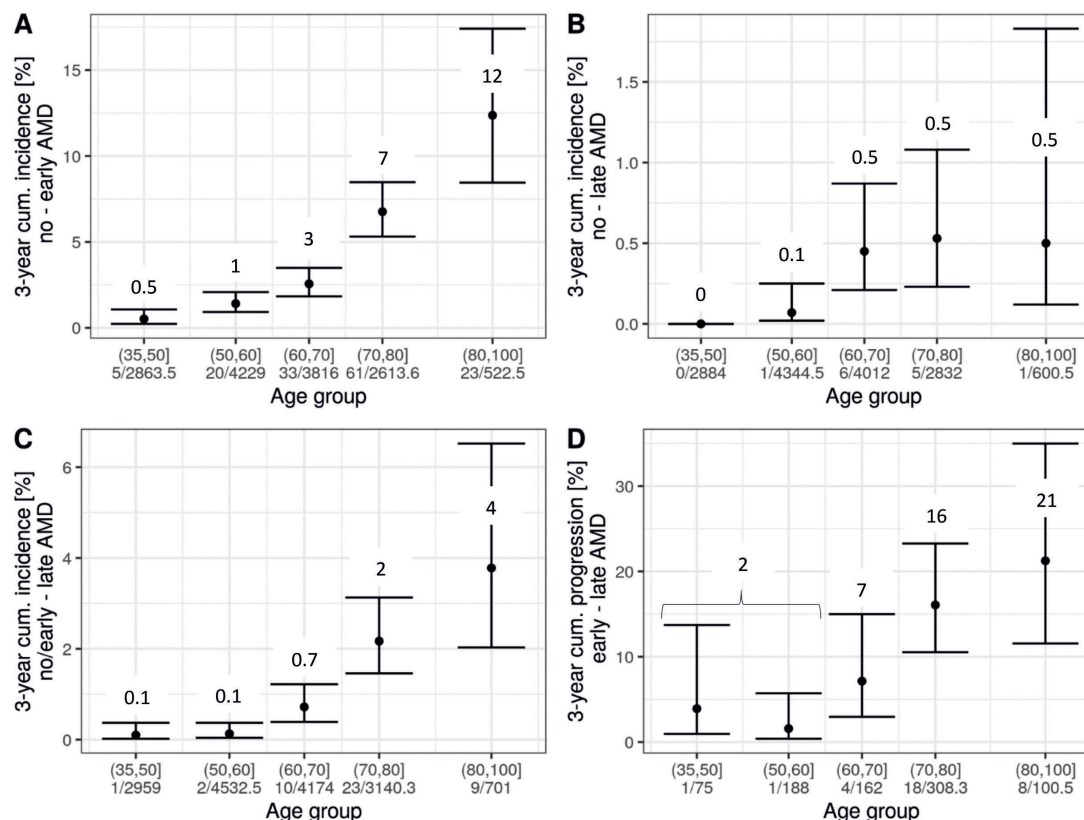 A
3-year cum. incidence [%]
no - early AMD
15
10
5
0
0.5
1
3
7
12
(35,50] (50,60] (60,70] (70,80] (80,100]
5/2863.5 20/4229 33/3816 61/2613.6 23/522.5
Age group
B
3-year cum. incidence [%]
no - late AMD
1.5
1.0
0.5
0.0
0
0.1
0.5
0.5
0.5
(35,50] (50,60] (60,70] (70,80] (80,100]
0/2884 1/4344.5 6/4012 5/2832 1/600.5
Age group
C
3-year cum. incidence [%]
no/early - late AMD
6
4
2
0
0.1
0.1
0.7
2
4
(35,50] (50,60] (60,70] (70,80] (80,100]
1/2959 2/4532.5 10/4174 23/3140.3 9/701
Age group
D
3-year cum. progression [%]
early - late AMD
30
20
10
0
2
7
16
21
(35,50] (50,60] (60,70] (70,80] (80,100]
1/75 1/188 4/162 18/308.3 8/100.5
Age group